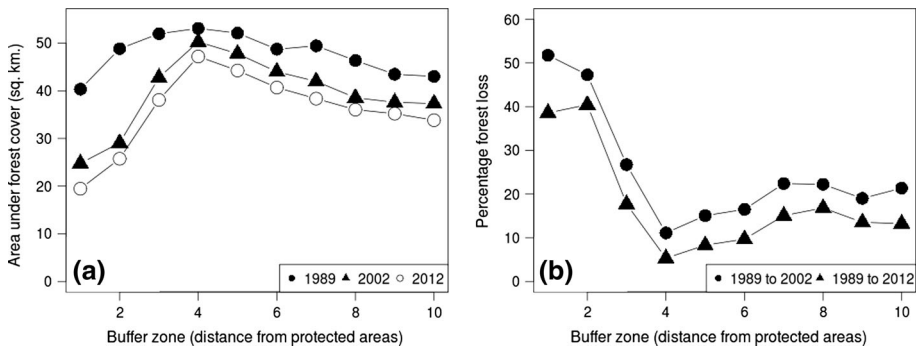 Area under forest cover (sq. km.)
50
40
30
20
10
0
(a)
1989 2002 2012
2 4 6 8 10
Buffer zone (distance from protected areas)
Percentage forest loss
60
50
40
30
20
10
0
(b)
1989 to 2002 1989 to 2012
2 4 6 8 10
Buffer zone (distance from protected areas)